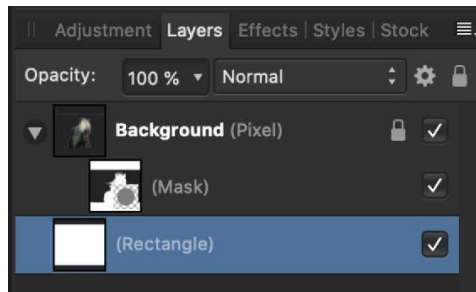 Adjustment Layers Effects Styles Stock
Opacity: 100 % Normal
Background (Pixel)
(Mask)
(Rectangle)